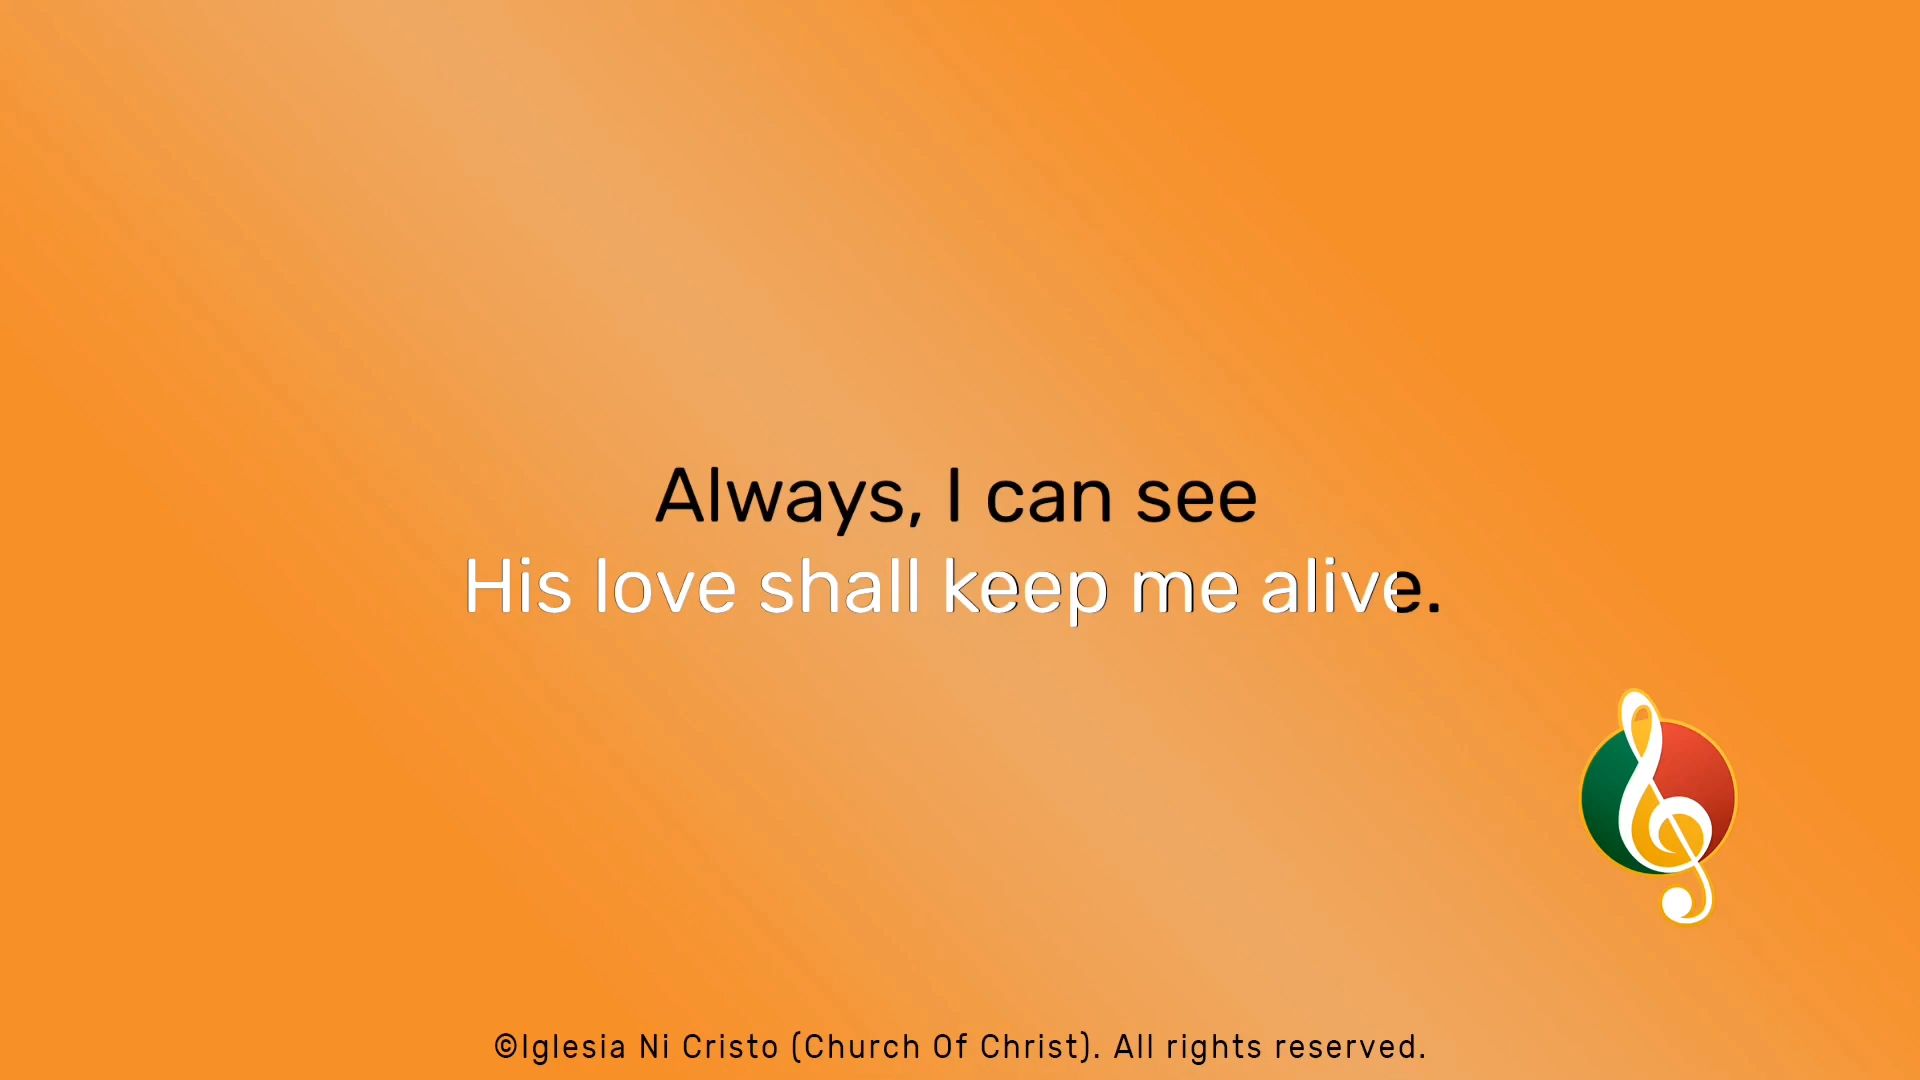 Always, I can see
His love shall keep me alive.
©Iglesia Ni Cristo (Church Of Christ). All rights reserved.